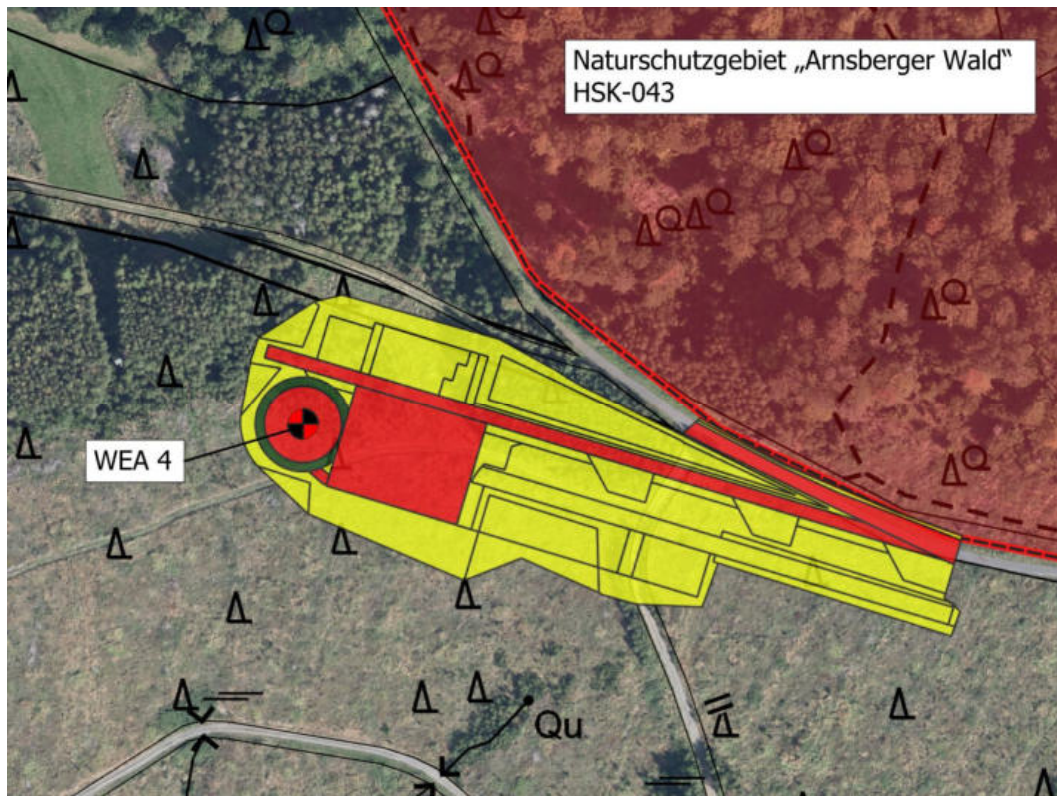 Q
Q
Naturschutzgebiet „Arnsberger Wald“
HSK-043
Q
Q Q
Q
WEA 4
Q
Qu